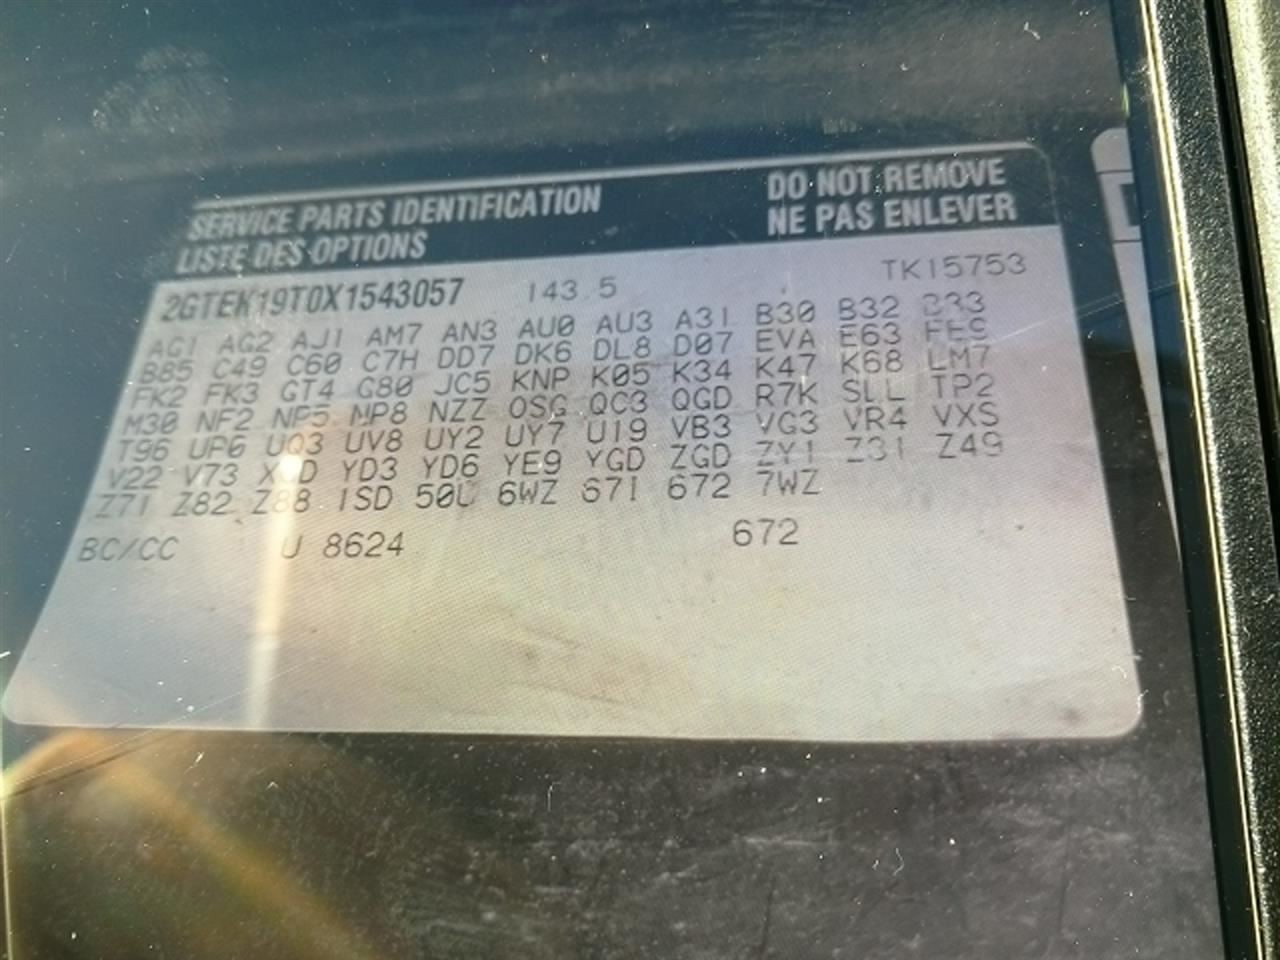 SERVICE PARTS IDENTIFICATION DO NOT REMOVE
LISTE DES OPTIONS NE PAS ENLEVER
2GTEK19T0X1543057 143.5 TK15753
AG1 AG2 AJ1 AM7 AN3 AU0 AU3 A31 B30 B32 B33
B85 C49 C60 C7H DD7 DK6 DL8 D07 EVA E63 FE9
FK2 FK3 GT4 G80 JC5 KNP K05 K34 K47 K68 LM7
M30 NF2 NP5 NP8 NZZ OSG QC3 QGD R7K SLL TP2
T96 UP6 UQ3 UV8 UY2 UY7 U19 VB3 VG3 VR4 VXS
V22 V73 YD3 YD6 YE9 YGD ZGD ZY1 Z31 Z49
Z71 Z82 Z88 1SD 50U 6WZ 671 672 7WZ
BC/CC U 8624 672